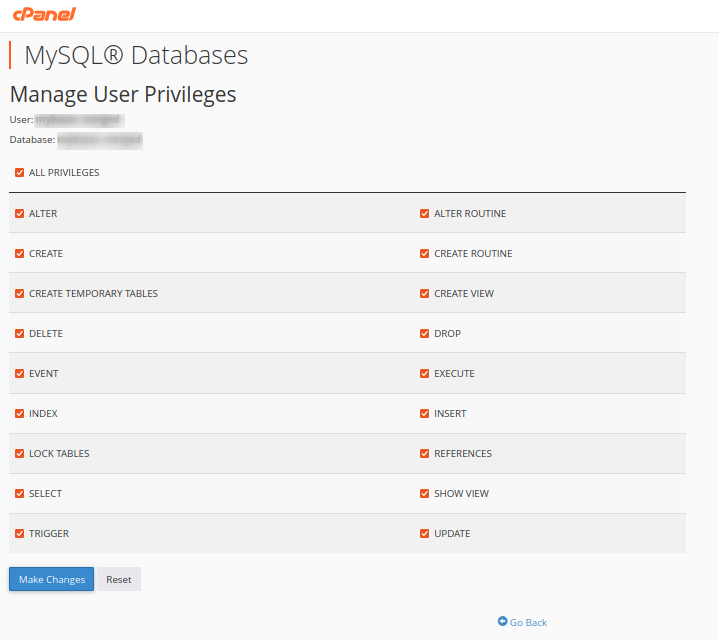 cPanel
MySQL® Databases
Manage User Privileges
User:
Database:
ALL PRIVILEGES
ALTER ALTER ROUTINE
CREATE CREATE ROUTINE
CREATE TEMPORARY TABLES CREATE VIEW
DELETE DROP
EVENT EXECUTE
INDEX INSERT
LOCK TABLES REFERENCES
SELECT SHOW VIEW
TRIGGER UPDATE
Make Changes Reset
Go Back